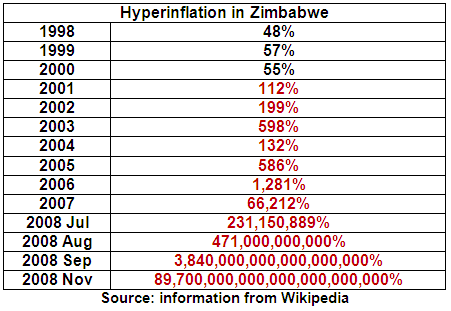 Hyperinflation in Zimbabwe
1998 48%
1999 57%
2000 55%
2001 112%
2002 199%
2003 598%
2004 132%
2005 586%
2006 1,281%
2007 66,212%
2008 Jul 231,150,889%
2008 Aug 471,000,000,000%
2008 Sep 3,840,000,000,000,000,000%
2008 Nov 89,700,000,000,000,000,000,000%
Source: information from Wikipedia